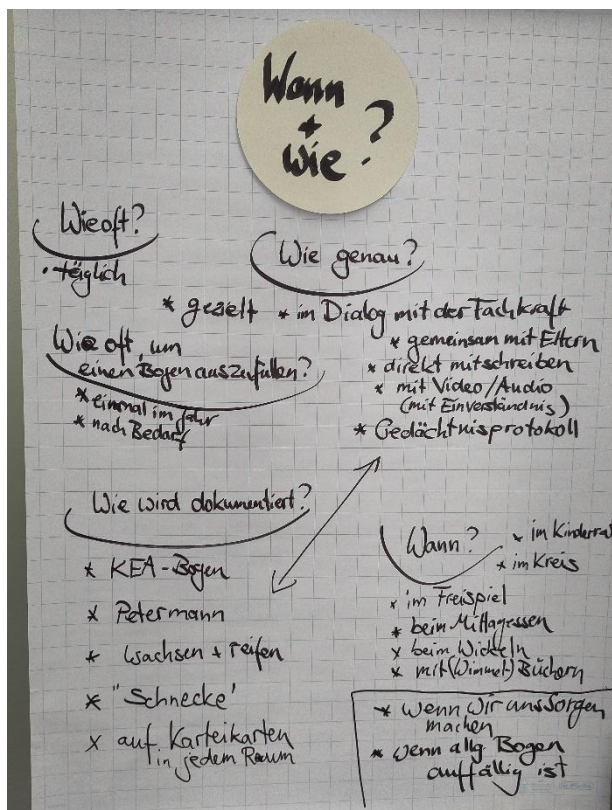 Wann
+
wie?
Wie oft?
• täglich
Wie genau?
* gezielt
* im Dialog mit der Fachkraft
* gemeinsam mit Eltern
* direkt mitschreiben
* mit Video/Audio
(mit Einverständnis)
* Gedächtnisprotokoll
Wie oft, um
einen Bogen auszufüllen?
* einmal im Jahr
* nach Bedarf
Wie wird dokumentiert?
* KEA-Bogen
x Petermann
* wachsen + reifen
* "Schnecke"
x auf Karteikarten
in jedem Raum
Wann?
* im Kinderrat
* im Kreis
* im Freispiel
* beim Mittagessen
x beim Wickeln
* mit (Wimmel) Büchern
* wenn wir uns Sorgen
machen
* wenn allg Bogen
auffällig ist